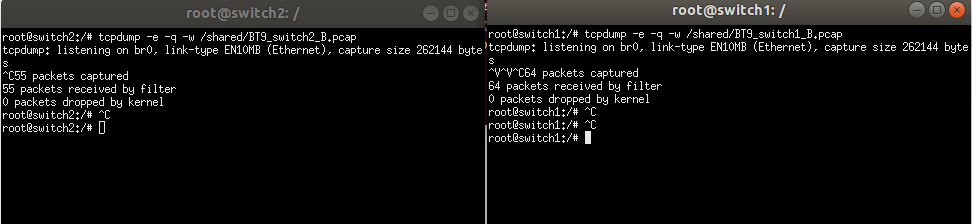 root@switch2: /
root@switch2:/# tcpdump -e -q -w /shared/BT9_switch2_B.pcap
tcpdump: listening on br0, link-type EN10MB (Ethernet), capture size 262144 byte
s
^C55 packets captured
55 packets received by filter
0 packets dropped by kernel
root@switch2:/# ^C
root@switch2:/#
root@switch1: /
root@switch1:/# tcpdump -e -q -w /shared/BT9_switch1_B.pcap
tcpdump: listening on br0, link-type EN10MB (Ethernet), capture size 262144 byte
s
^V^V^C64 packets captured
64 packets received by filter
0 packets dropped by kernel
root@switch1:/# ^C
root@switch1:/# ^C
root@switch1:/#